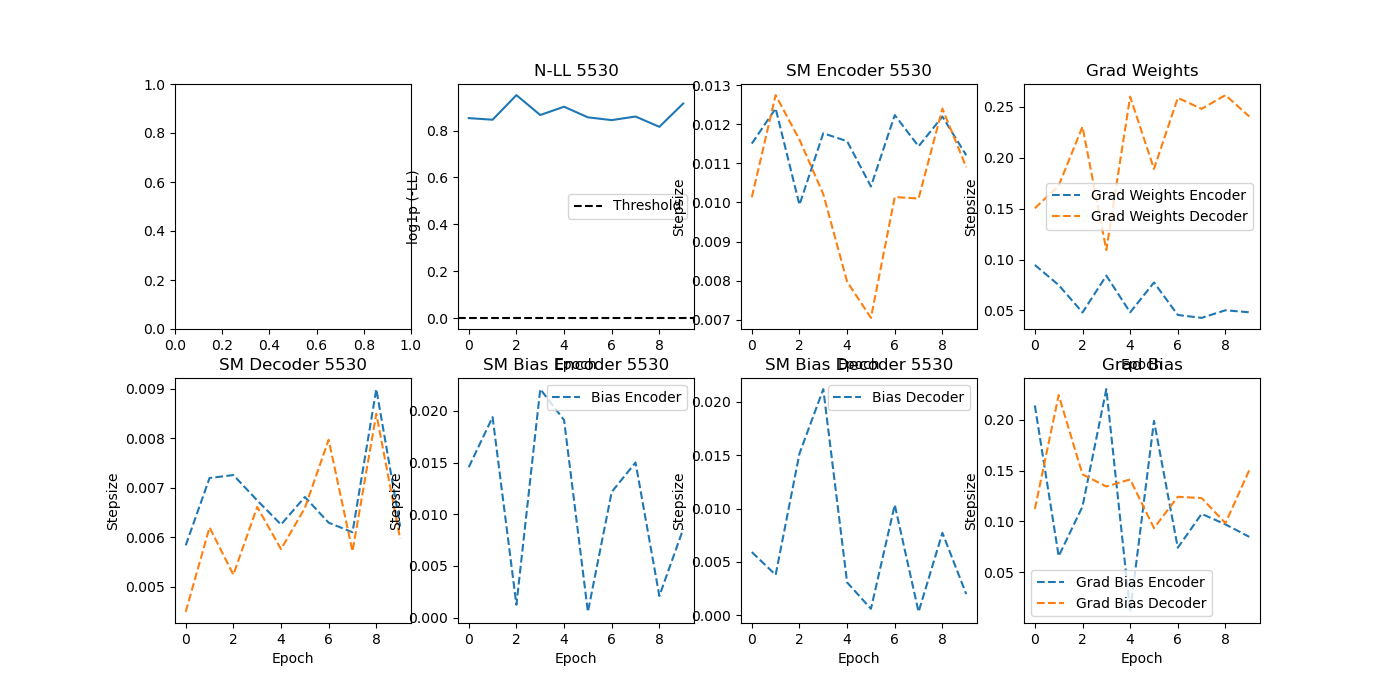 N-LL 5530
SM Encoder 5530
Grad Weights
1.0
0.8
0.6
0.4
0.2
0.0
0.0 0.2 0.4 0.6 0.8 1.0
log1p (-LL)
0.8
0.6
0.4
0.2
0.0
Threshold
0 2 4 6 8
Epoch
Stepsize
0.013
0.012
0.011
0.010
0.009
0.008
0.007
0 2 4 6 8
Epoch
Stepsize
0.25
0.20
0.15
0.10
0.05
Grad Weights Encoder
Grad Weights Decoder
0 2 4 6 8
Epoch
SM Decoder 5530
SM Bias Encoder 5530
SM Bias Decoder 5530
Grad Bias
Stepsize
0.009
0.008
0.007
0.006
0.005
0 2 4 6 8
Epoch
Stepsize
0.020
0.015
0.010
0.005
0.000
Bias Encoder
0 2 4 6 8
Epoch
Stepsize
0.020
0.015
0.010
0.005
0.000
Bias Decoder
0 2 4 6 8
Epoch
Stepsize
0.20
0.15
0.10
0.05
Grad Bias Encoder
Grad Bias Decoder
0 2 4 6 8
Epoch